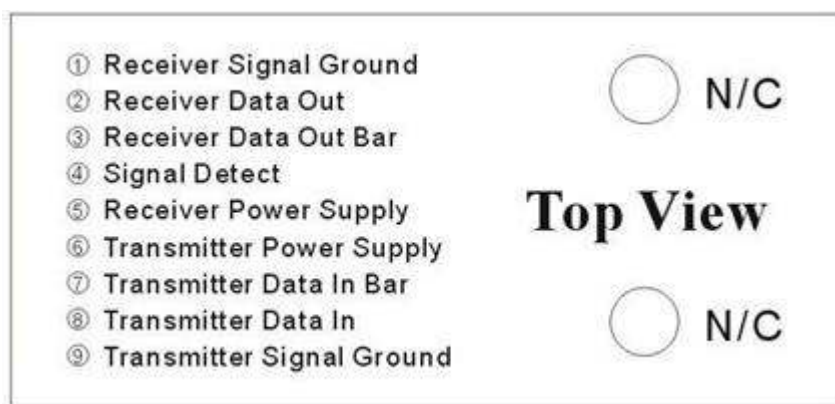 ① Receiver Signal Ground
② Receiver Data Out
③ Receiver Data Out Bar
④ Signal Detect
⑤ Receiver Power Supply
⑥ Transmitter Power Supply
⑦ Transmitter Data In Bar
⑧ Transmitter Data In
⑨ Transmitter Signal Ground
N/C
Top View
N/C